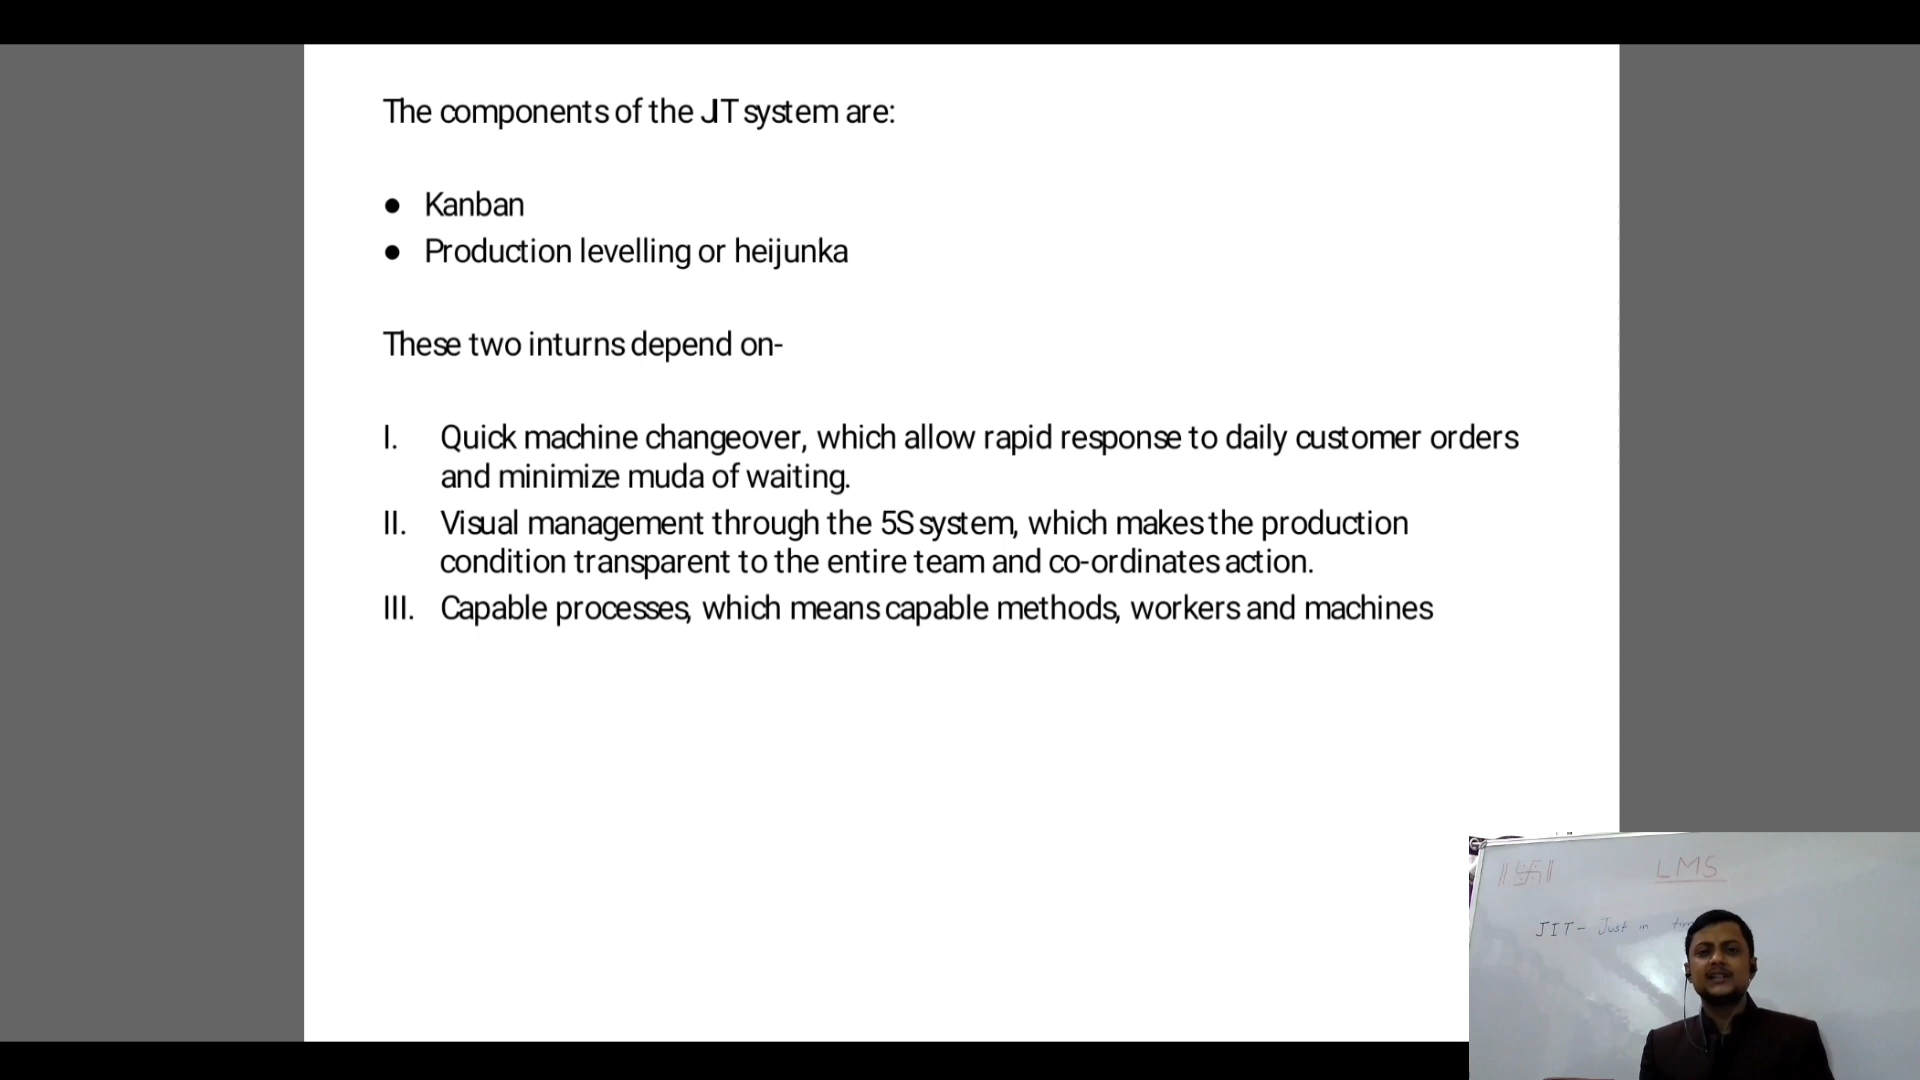 The components of the JIT system are:
● Kanban
● Production levelling or heijunka
These two inturns depend on-
I. Quick machine changeover, which allow rapid response to daily customer orders
and minimize muda of waiting.
II. Visual management through the 5S system, which makes the production
condition transparent to the entire team and co-ordinates action.
III. Capable processes, which means capable methods, workers and machines
LMS
JIT- Just in